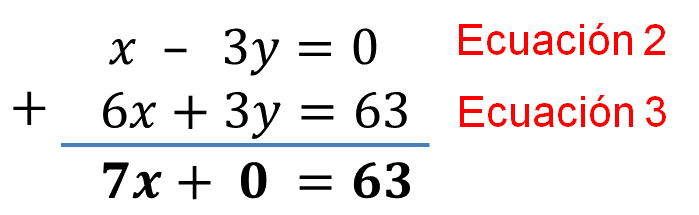 x – 3y = 0 Ecuación 2
+ 6x + 3y = 63 Ecuación 3
7x + 0 = 63